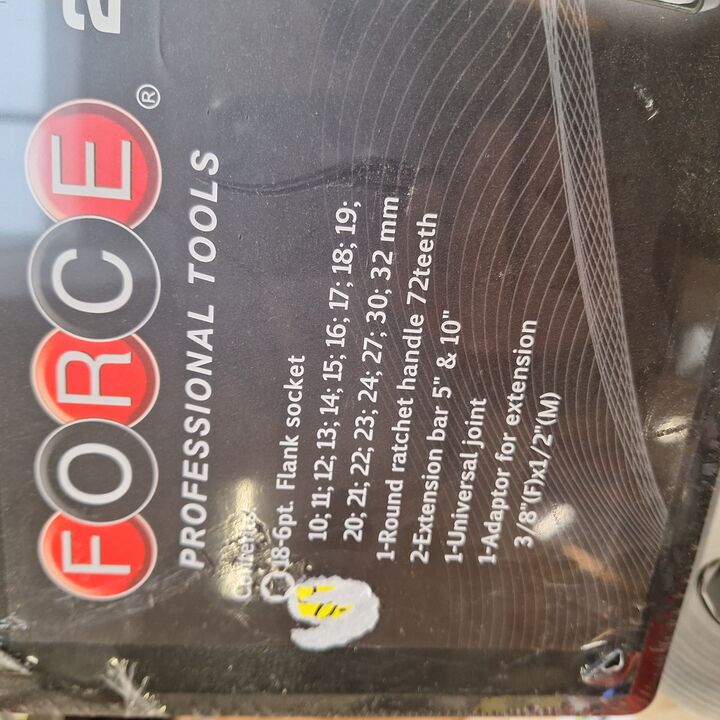 FORCE®
2
PROFESSIONAL TOOLS
Contents:
18-6pt. Flank socket
10; 11; 12; 13; 14; 15; 16; 17; 18; 19;
20; 21; 22; 23; 24; 27; 30; 32 mm
1-Round ratchet handle 72teeth
2-Extension bar 5" & 10"
1-Universal joint
1-Adaptor for extension
3/8"(F)x1/2"(M)